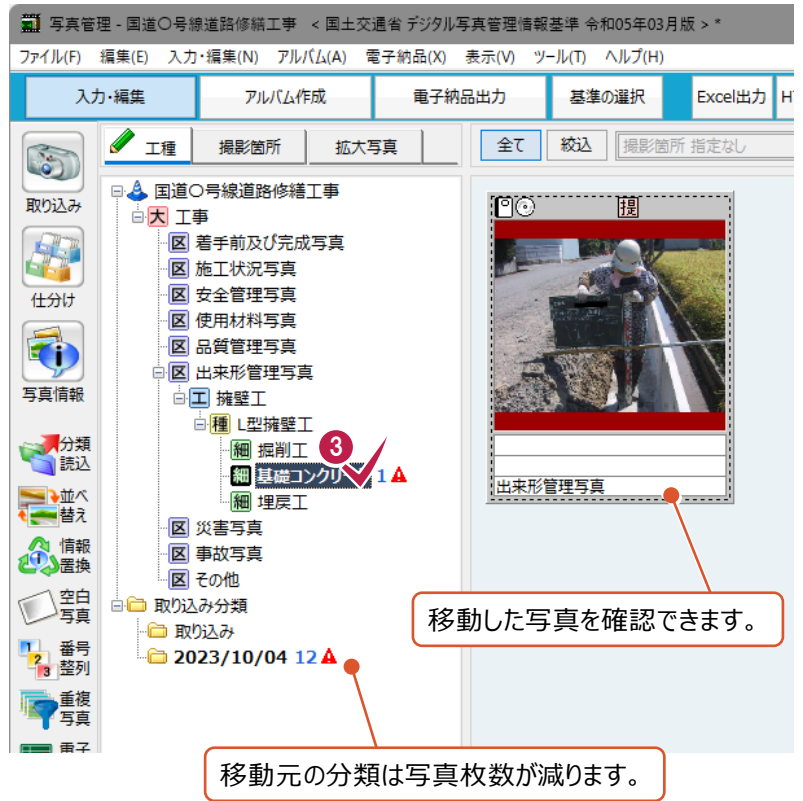 写真管理 - 国道〇号線道路修繕工事 < 国土交通省 デジタル写真管理情報基準 令和05年03月版 > *
ファイル(F) 編集(E) 入力・編集(N) アルバム(A) 電子納品(X) 表示(V) ツール(T) ヘルプ(H)
入力・編集 アルバム作成 電子納品出力 基準の選択 Excel出力
工種 撮影箇所 拡大写真 全て 絞込 撮影箇所 指定なし
取り込み
仕分け
写真情報
分類
読込
並べ
替え
情報
置換
空白
写真
番号
整列
重複
写真
電子
国道〇号線道路修繕工事
大 工事
区 着手前及び完成写真
区 施工状況写真
区 安全管理写真
区 使用材料写真
区 品質管理写真
区 出来形管理写真
工 擁壁工
種 L型擁壁工
細 掘削工
3
細 基礎コンクリ 1
細 埋戻工
区 災害写真
区 事故写真
区 その他
取り込み分類
取り込み
2023/10/04 12
提
出来形管理写真
移動した写真を確認できます。
移動元の分類は写真枚数が減ります。